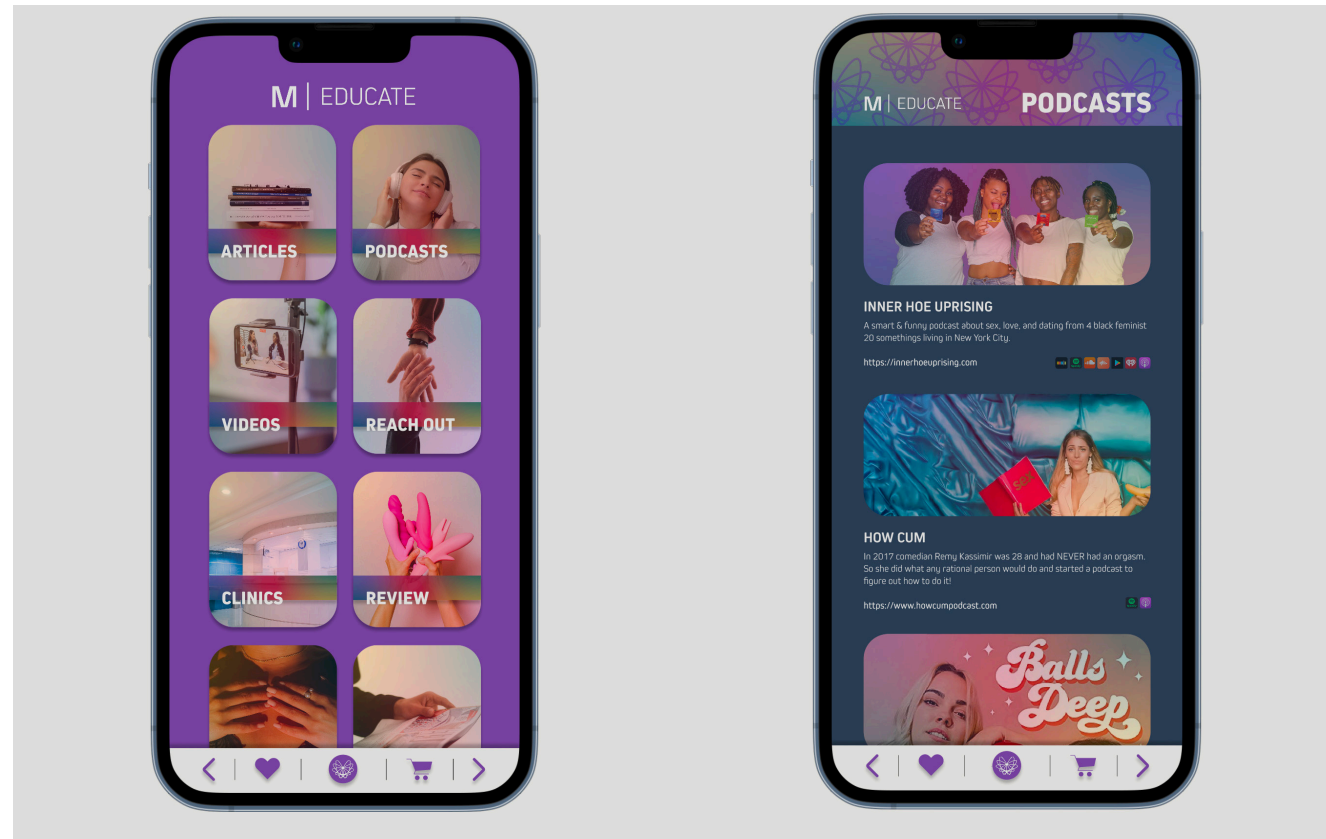 M | EDUCATE
ARTICLES
PODCASTS
VIDEOS
REACH OUT
CLINICS
REVIEW
M | EDUCATE
PODCASTS
INNER HOE UPRISING
A smart & funny podcast about sex, love, and dating from 4 black feminist
20 somethings living in New York City.
https://innerhoeuprising.com
sex
HOW CUM
In 2017 comedian Remy Kassimir was 28 and had NEVER had an orgasm.
So she did what any rational person would do and started a podcast to
figure out how to do it!
https://www.howcumpodcast.com
Balls
Deep